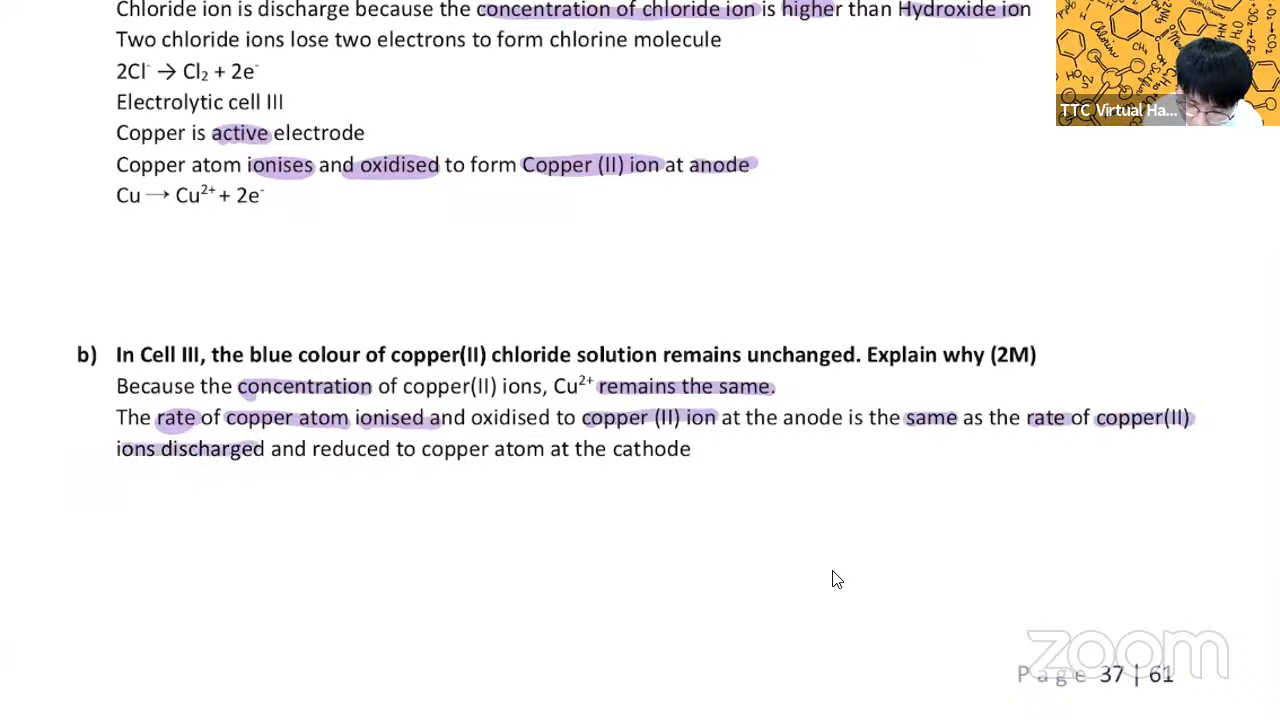 Chloride ion is discharge because the concentration of chloride ion is higher than Hydroxide ion
Two chloride ions lose two electrons to form chlorine molecule
2Cl⁻ → Cl₂ + 2e⁻
Electrolytic cell III
Copper is active electrode
Copper atom ionises and oxidised to form Copper (II) ion at anode
Cu → Cu²⁺ + 2e⁻
TTC Virtual Ha...
b) In Cell III, the blue colour of copper(II) chloride solution remains unchanged. Explain why (2M)
Because the concentration of copper(II) ions, Cu²⁺ remains the same.
The rate of copper atom ionised and oxidised to copper (II) ion at the anode is the same as the rate of copper(II)
ions discharged and reduced to copper atom at the cathode
zoom
Page 37 | 61